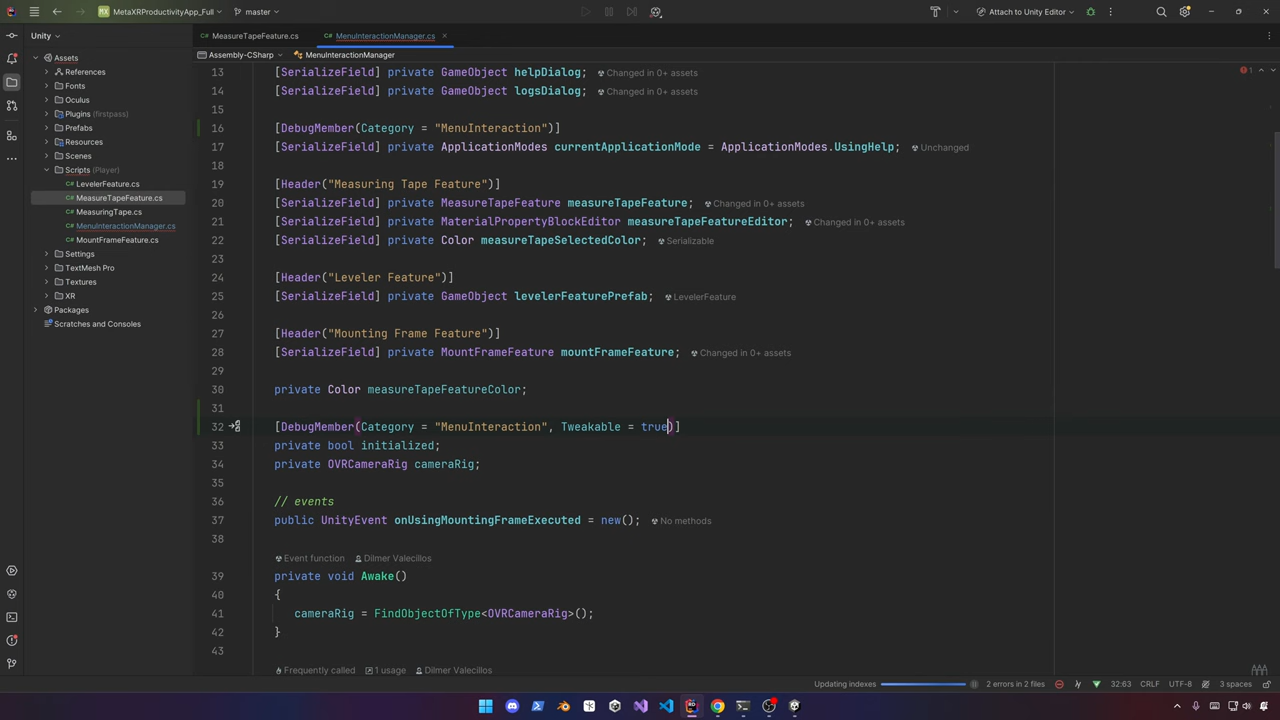 MetaXRProductivityApp_Full
master
Attach to Unity Editor
Unity
MeasureTapeFeature.cs
MenuInteractionManager.cs
Assembly-CSharp
MenuInteractionManager
Assets
References
Fonts
Oculus
Plugins (firstpass)
Prefabs
Resources
Scenes
Scripts (Player)
C# LevelerFeature.cs
C# MeasureTapeFeature.cs
C# MeasuringTape.cs
C# MenuInteractionManager.cs
C# MountFrameFeature.cs
Settings
TextMesh Pro
Textures
XR
Packages
Scratches and Consoles
13 [SerializeField] private GameObject helpDialog; Changed in 0+ assets
14 [SerializeField] private GameObject logsDialog; Changed in 0+ assets
15
16 [DebugMember(Category = "MenuInteraction")]
17 [SerializeField] private ApplicationModes currentApplicationMode = ApplicationModes.UsingHelp; Unchanged
18
19 [Header("Measuring Tape Feature")]
20 [SerializeField] private MeasureTapeFeature measureTapeFeature; Changed in 0+ assets
21 [SerializeField] private MaterialPropertyBlockEditor measureTapeFeatureEditor; Changed in 0+ assets
22 [SerializeField] private Color measureTapeSelectedColor; Serializable
23
24 [Header("Leveler Feature")]
25 [SerializeField] private GameObject levelerFeaturePrefab; LevelerFeature
26
27 [Header("Mounting Frame Feature")]
28 [SerializeField] private MountFrameFeature mountFrameFeature; Changed in 0+ assets
29
30 private Color measureTapeFeatureColor;
31
32 [DebugMember(Category = "MenuInteraction", Tweakable = true)]
33 private bool initialized;
34 private OVRCameraRig cameraRig;
35
36 // events
37 public UnityEvent onUsingMountingFrameExecuted = new(); No methods
38
Event function Dilmer Valecillos
39 private void Awake()
40 {
41 cameraRig = FindObjectOfType<OVRCameraRig>();
42 }
43
Frequently called 1 usage Dilmer Valecillos
1
Updating indexes 2 errors in 2 files 32:63 CRLF UTF-8 3 spaces